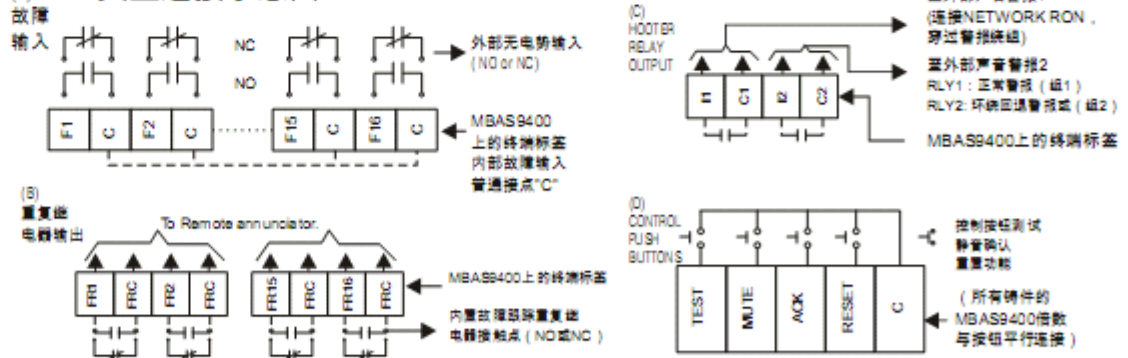 故障
输入
NC
NO
外部无电势输入
(NO or NC)
F1 C F2 C F15 C F16 C
MBAS9400
上的终端标签
内部故障输入
普通接点"C"
(B)
重复继
电器输出
To Remote annunciator.
FR1 FRC FR2 FRC FR15 FRC FR16 FRC
MBAS9400上的终端标签
内置故障跟踪重复继
电器接触点（NO或NC）
(C)
HOOTER
RELAY
OUTPUT
(连接NETWORK RON，
穿过警报绕组)
至外部声音警报2
RLY1：正常警报（组1）
RLY2: 环绕回退警报或（组2）
I1 C1 I2 C2
MBAS9400上的终端标签
(D)
CONTROL
PUSH
BUTTONS
TEST MUTE ACK RESET C
控制按钮测试
静音确认
重置功能
（所有铸件的
MBAS9400倍数
与按钮平行连接）